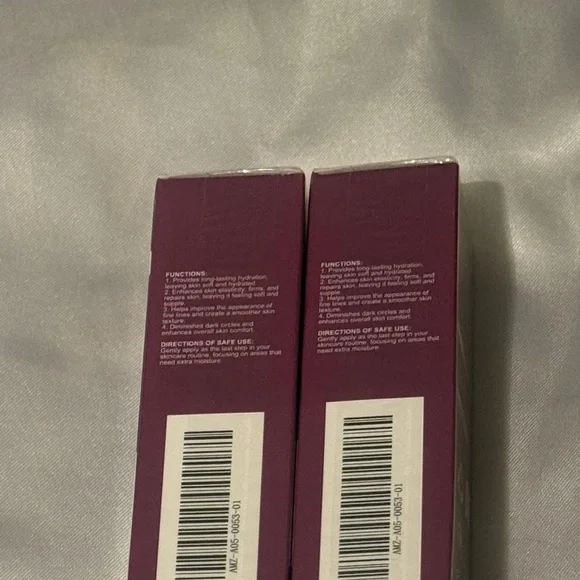 FUNCTIONS:
1. Provides long-lasting hydration,
leaving skin soft and hydrated
2. Enhances skin elasticity, firms, and
repairs skin, leaving it feeling soft and
supple
3. Helps improve the appearance of
fine lines and create a smoother skin
texture
4. Diminishes dark circles and
enhances overall skin comfort
DIRECTIONS OF SAFE USE:
Gently apply as the last step in your
skincare routine, focusing on areas that
need extra moisture.
AMZ-A05-0053-01
FUNCTIONS:
1. Provides long-lasting hydration,
leaving skin soft and hydrated
2. Enhances skin elasticity, firms, and
repairs skin, leaving it feeling soft and
supple
3. Helps improve the appearance of
fine lines and create a smoother skin
texture
4. Diminishes dark circles and
enhances overall skin comfort
DIRECTIONS OF SAFE USE:
Gently apply as the last step in your
skincare routine, focusing on areas that
need extra moisture.
AMZ-A05-0053-01